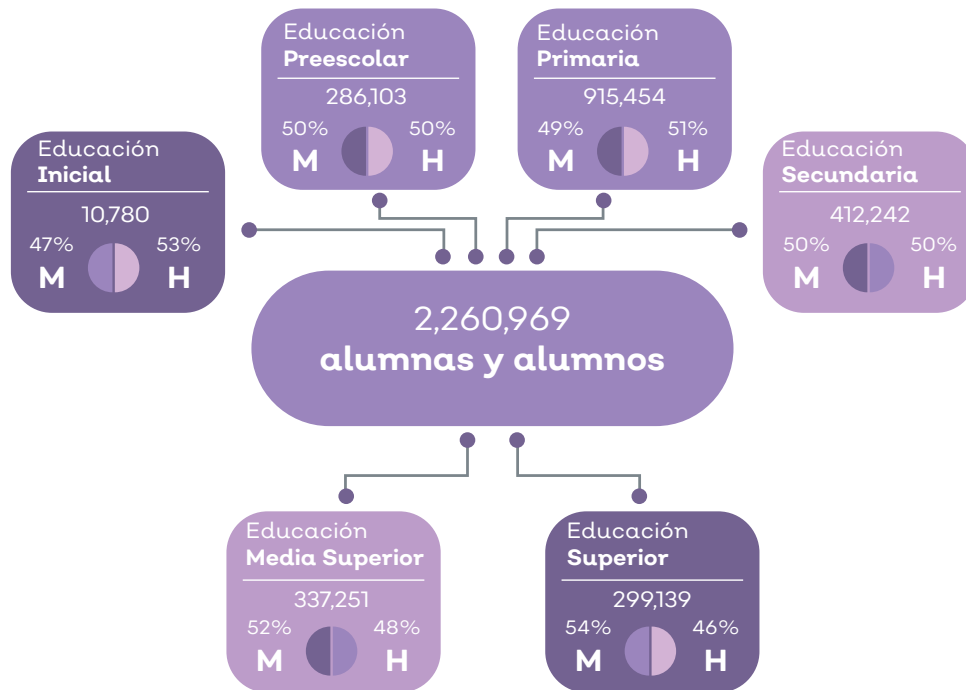 Educación
Preescolar
286,103
50% 50%
M H
Educación
Primaria
915,454
49% 51%
M H
Educación
Inicial
10,780
47% 53%
M H
Educación
Secundaria
412,242
50% 50%
M H
2,260,969
alumnas y alumnos
Educación
Media Superior
337,251
52% 48%
M H
Educación
Superior
299,139
54% 46%
M H